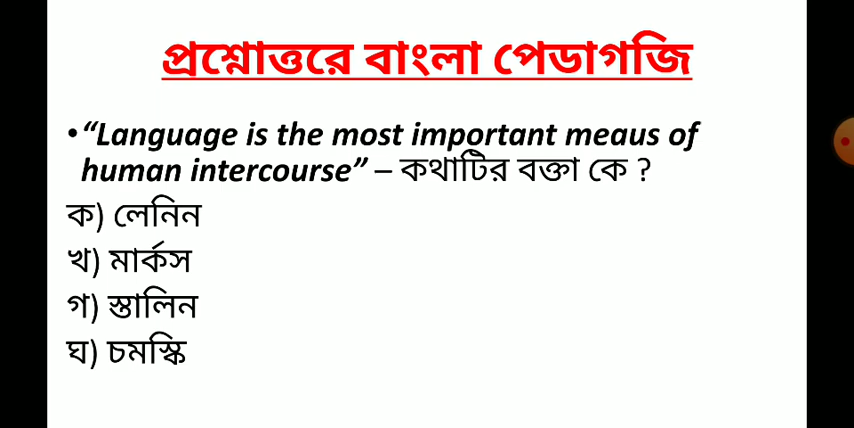 প্রশ্নোত্তরে বাংলা পেডাগজি
•“Language is the most important meaus of
human intercourse” – কথাটির বক্তা কে ?
ক) লেনিন
খ) মার্কস
গ) স্তালিন
ঘ) চমস্কি